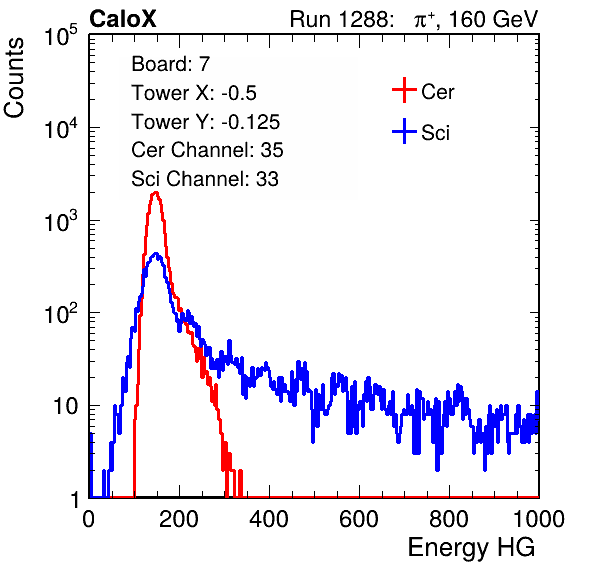 CaloX Run 1288: π⁺, 160 GeV
Counts
10⁵
10⁴
10³
10²
10
1
Board: 7
Tower X: -0.5
Tower Y: -0.125
Cer Channel: 35
Sci Channel: 33
Cer
Sci
0 200 400 600 800 1000
Energy HG